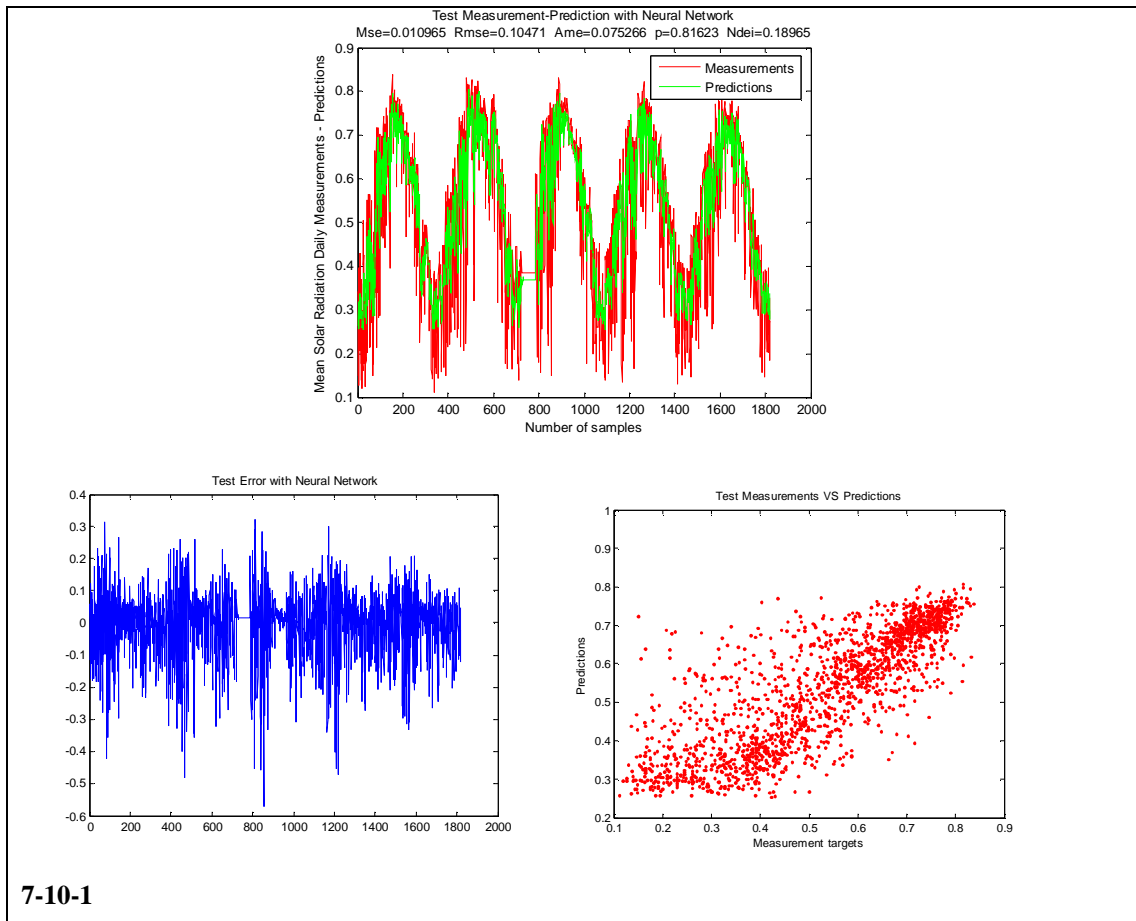 Test Measurement-Prediction with Neural Network
Mse=0.010965 Rmse=0.10471 Ame=0.075266 p=0.81623 Ndei=0.18965
Mean Solar Radiation Daily Measurements - Predictions
0.9
0.8
0.7
0.6
0.5
0.4
0.3
0.2
0.1
Measurements
Predictions
0 200 400 600 800 1000 1200 1400 1600 1800 2000
Number of samples
Test Error with Neural Network
0.4
0.3
0.2
0.1
0
-0.1
-0.2
-0.3
-0.4
-0.5
-0.6
0 200 400 600 800 1000 1200 1400 1600 1800 2000
Test Measurements VS Predictions
Predictions
1
0.9
0.8
0.7
0.6
0.5
0.4
0.3
0.2
0.1 0.2 0.3 0.4 0.5 0.6 0.7 0.8 0.9
Measurement targets
7-10-1